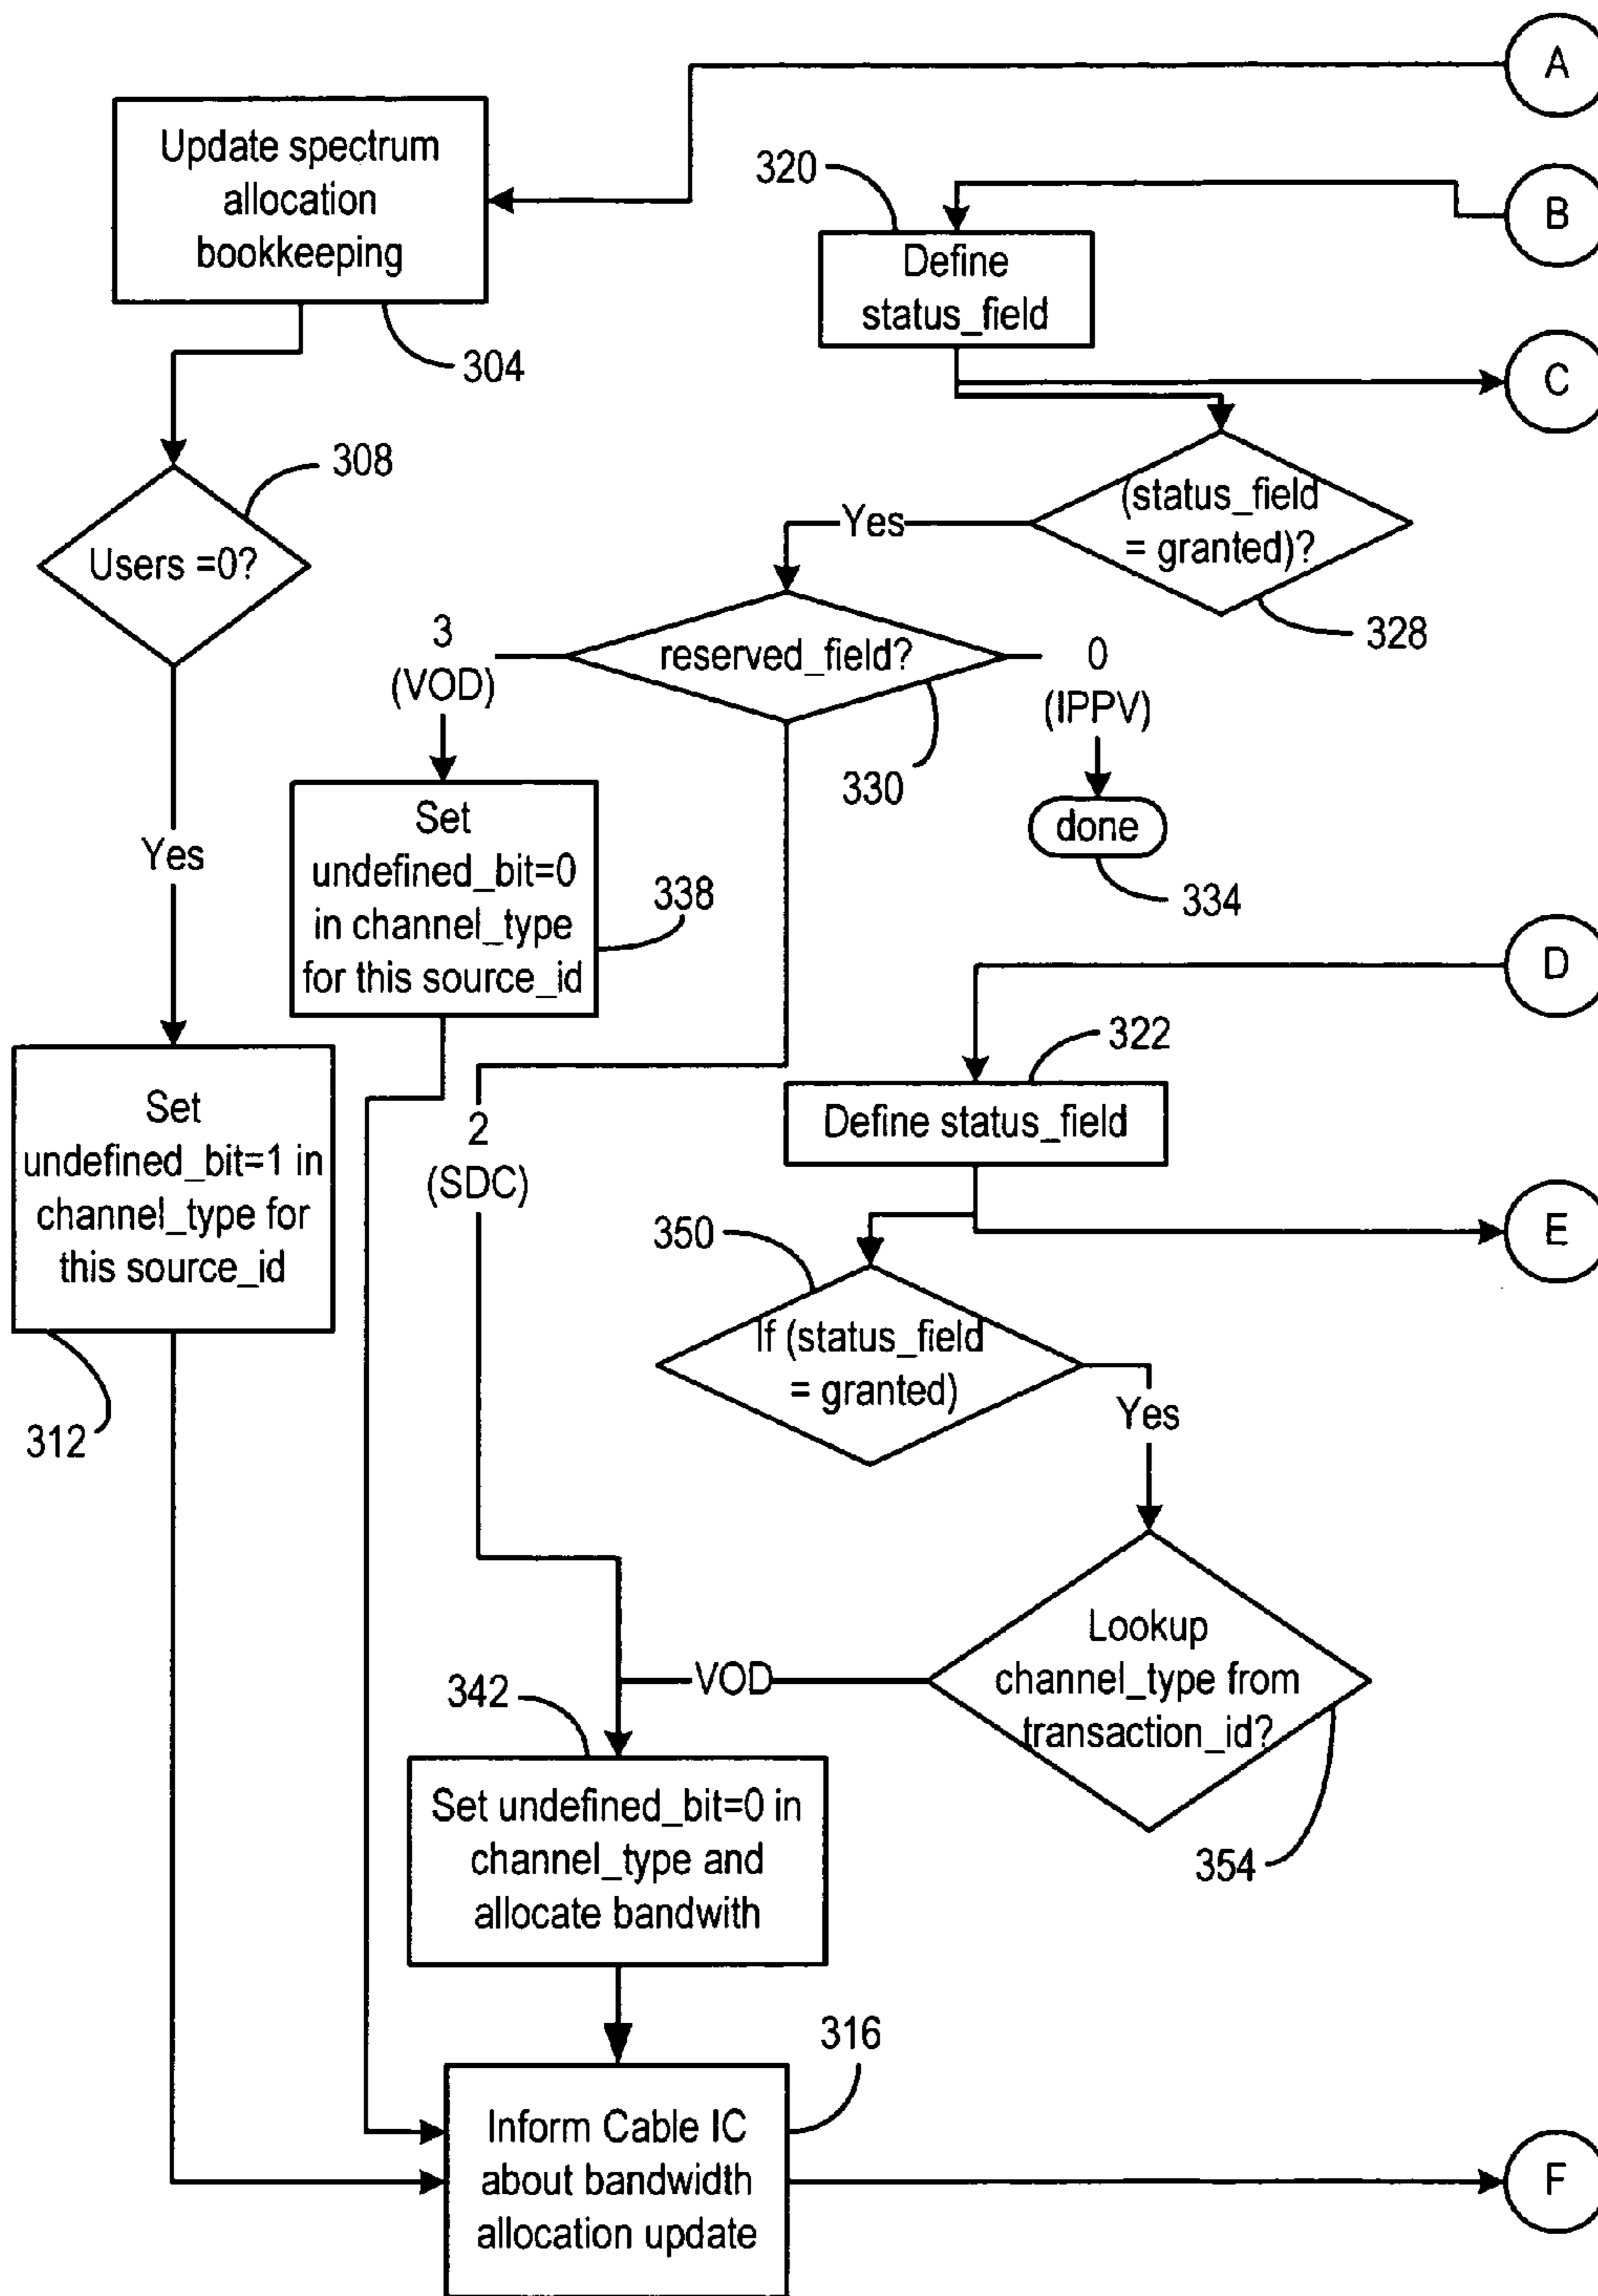 A
Update spectrum
allocation
bookkeeping
304
320
B
Define
status_field
C
308
Users =0?
Yes
(status_field
= granted)?
328
Yes
reserved_field?
330
3
(VOD)
0
(IPPV)
done
334
Set
undefined_bit=0
in channel_type
for this source_id
338
D
322
Define status_field
E
Set
undefined_bit=1 in
channel_type for
this source_id
312
2
(SDC)
350
If (status_field
= granted)
Yes
Lookup
channel_type from
transaction_id?
354
VOD
342
Set undefined_bit=0 in
channel_type and
allocate bandwith
316
Inform Cable IC
about bandwidth
allocation update
F